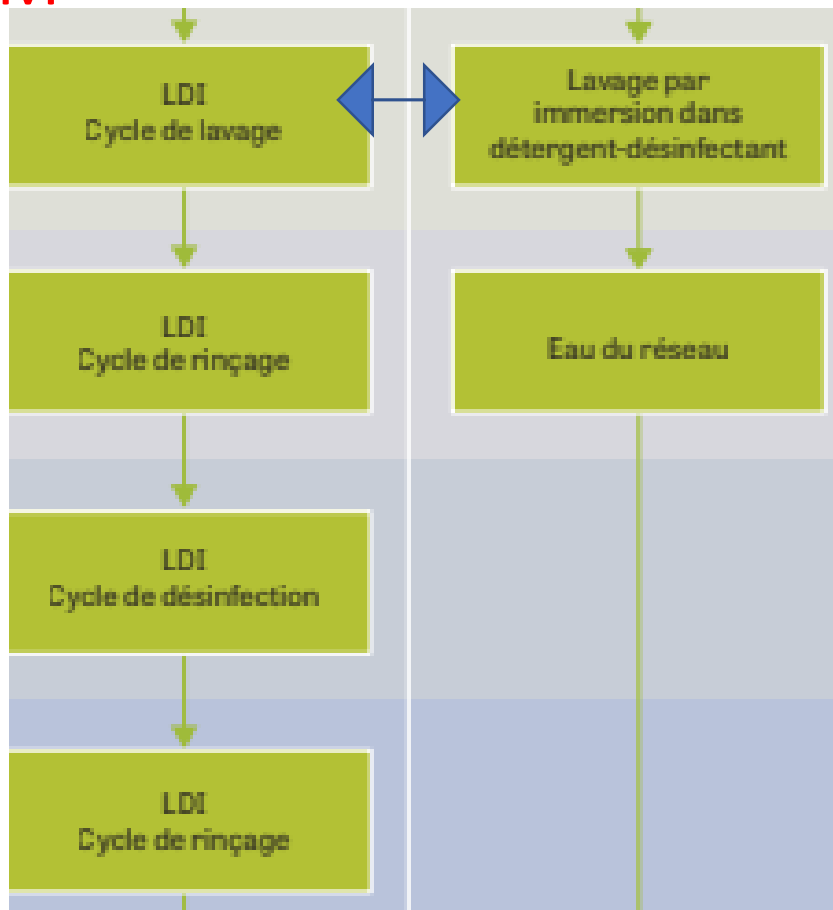 LDI
Cycle de lavage
Lavage par
immersion dans
détergent-désinfectant
LDI
Cycle de rinçage
Eau du réseau
LDI
Cycle de désinfection
LDI
Cycle de rinçage